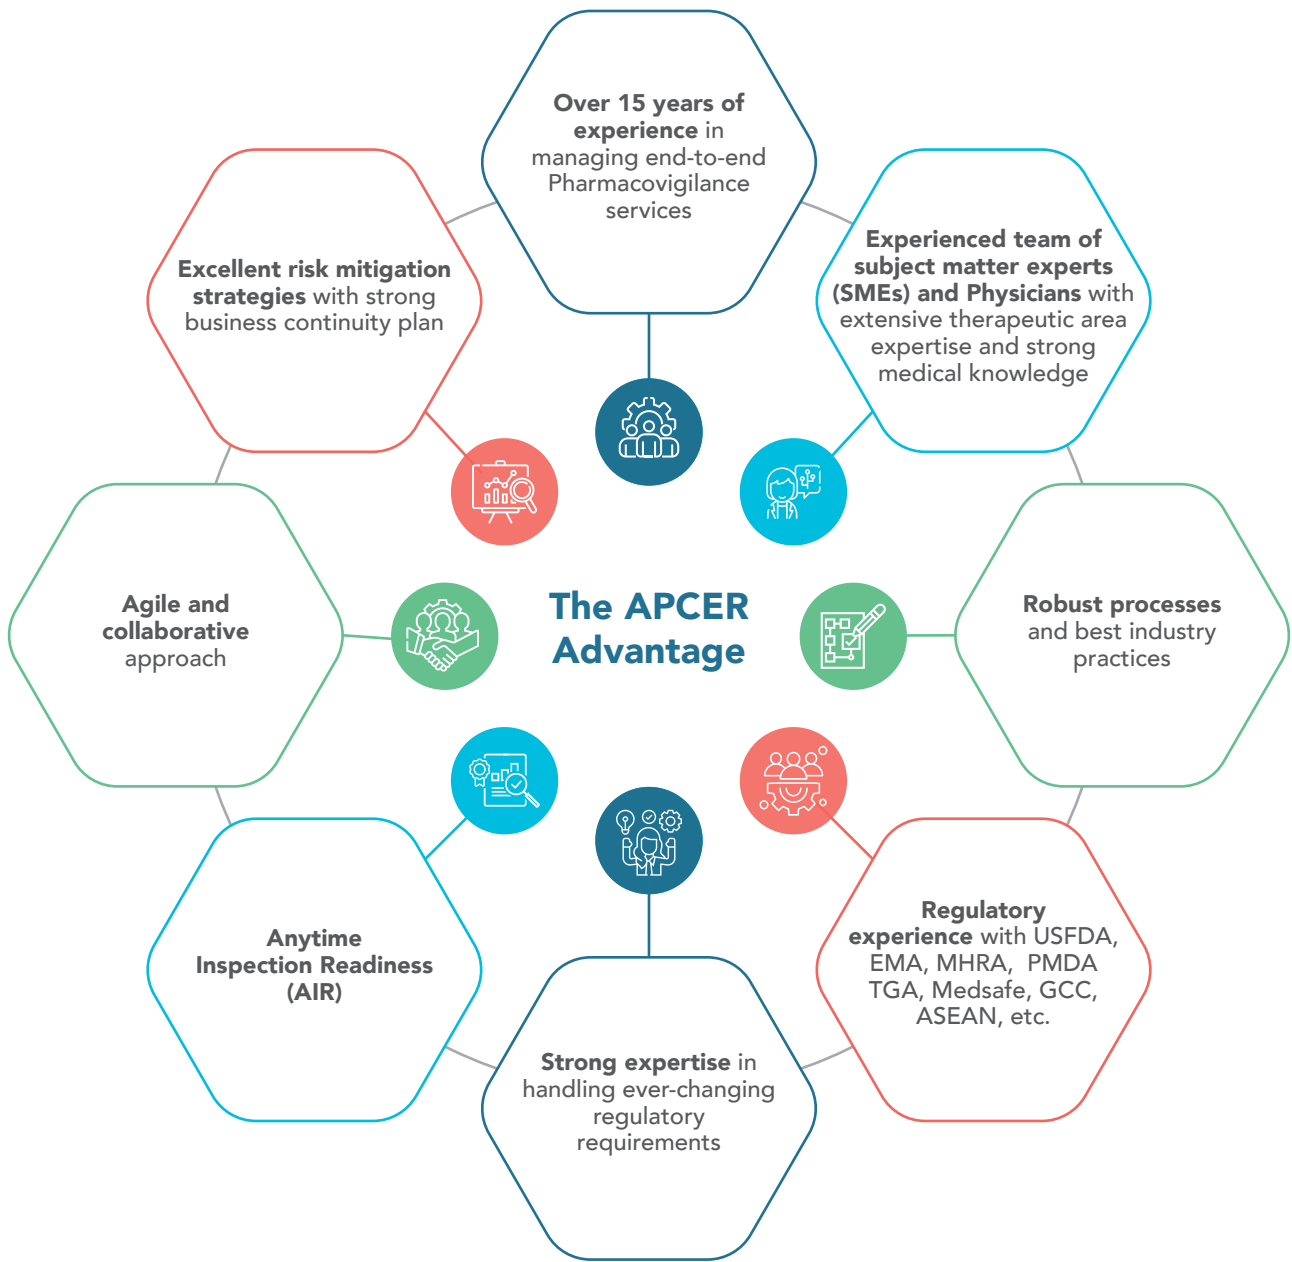 Over 15 years of
experience in
managing end-to-end
Pharmacovigilance
services
Experienced team of
subject matter experts
(SMEs) and Physicians with
extensive therapeutic area
expertise and strong
medical knowledge
Robust processes
and best industry
practices
Regulatory
experience with USFDA,
EMA, MHRA, PMDA
TGA, Medsafe, GCC,
ASEAN, etc.
Strong expertise in
handling ever-changing
regulatory
requirements
Anytime
Inspection Readiness
(AIR)
Agile and
collaborative
approach
Excellent risk mitigation
strategies with strong
business continuity plan
The APCER
Advantage